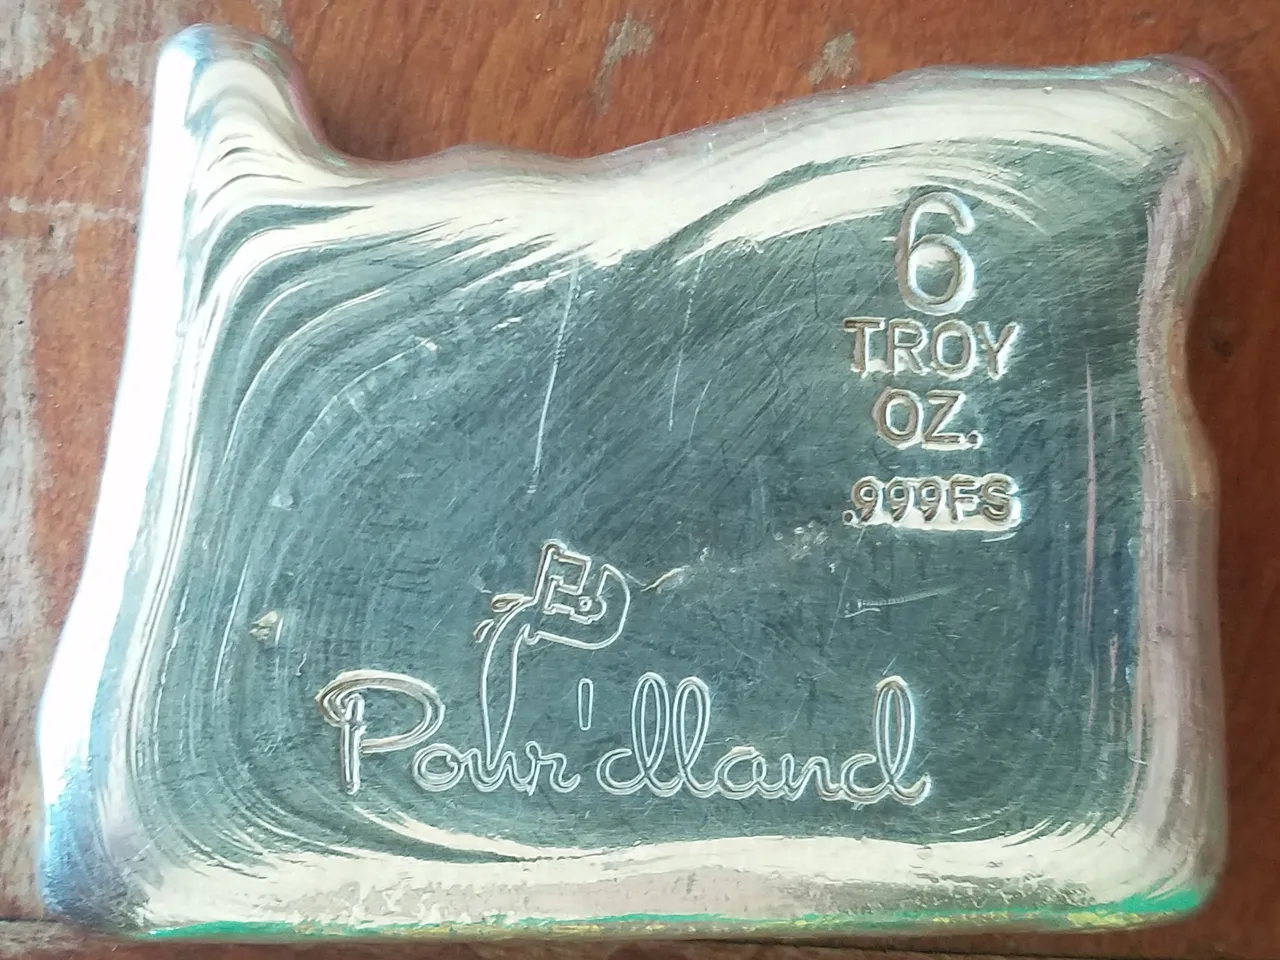 6
TROY
OZ.
.999FS
Pour'dland